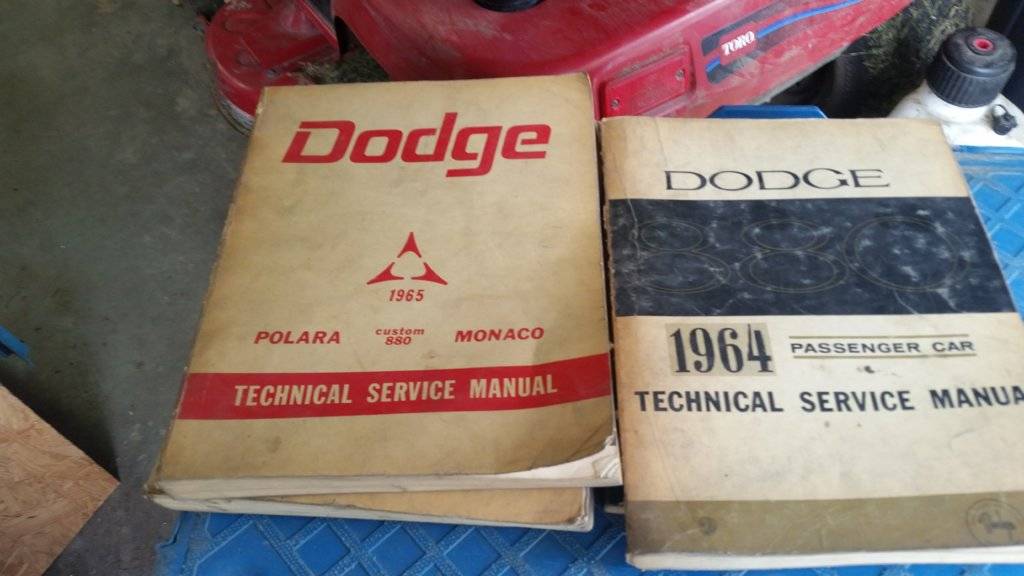 TORO
Dodge
1965
POLARA custom 880 MONACO
TECHNICAL SERVICE MANUAL
DODGE
880
1964 PASSENGER CAR
TECHNICAL SERVICE MANUA